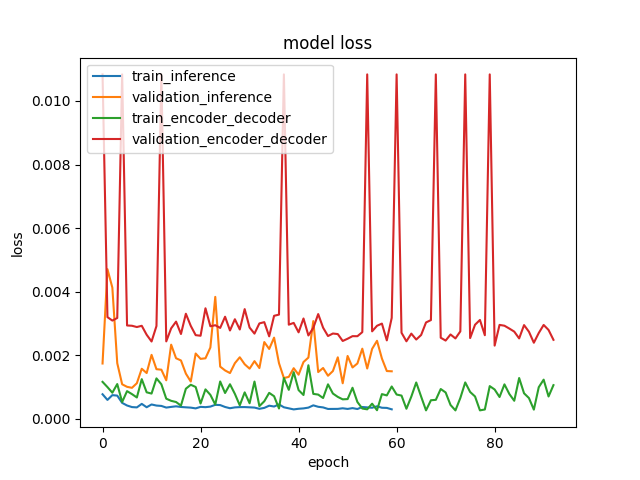 model loss
train_inference
validation_inference
train_encoder_decoder
validation_encoder_decoder
0.010
0.008
0.006
0.004
0.002
0.000
loss
0 20 40 60 80
epoch